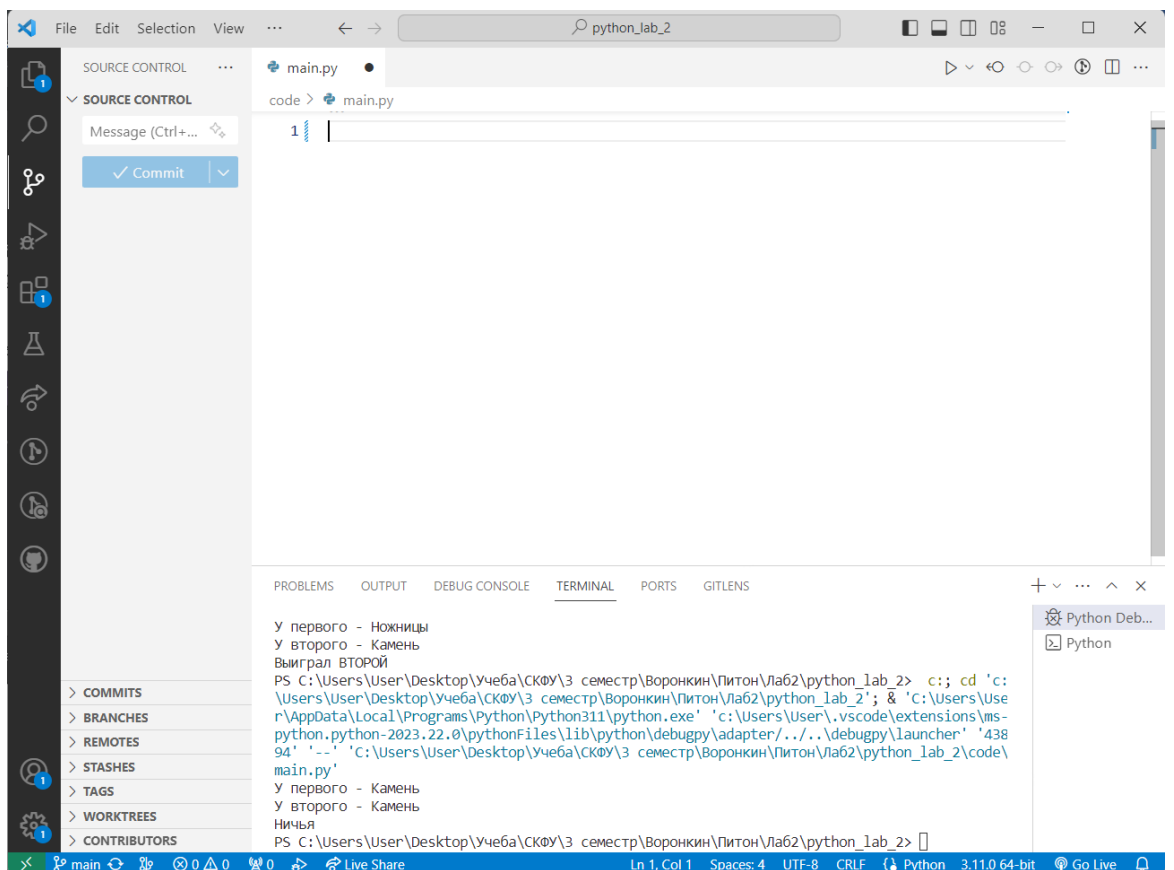 File Edit Selection View ··· python_lab_2
SOURCE CONTROL ···
main.py
SOURCE CONTROL
code > main.py
Message (Ctrl+...
1
Commit
1
1
PROBLEMS OUTPUT DEBUG CONSOLE TERMINAL PORTS GITLENS
Python Deb...
Python
У первого - Ножницы
У второго - Камень
Выиграл ВТОРОЙ
PS C:\Users\User\Desktop\Учеба\СКФУ\3 семестр\Воронкин\Питон\Лаб2\python_lab_2> c:; cd 'c:
\Users\User\Desktop\Учеба\СКФУ\3 семестр\Воронкин\Питон\Лаб2\python_lab_2'; & 'C:\Users\Use
r\AppData\Local\Programs\Python\Python311\python.exe' 'c:\Users\User\.vscode\extensions\ms-
python.python-2023.22.0\pythonFiles\lib\python\debugpy\adapter/../..\debugpy\launcher' '438
94' '--' 'C:\Users\User\Desktop\Учеба\СКФУ\3 семестр\Воронкин\Питон\Лаб2\python_lab_2\code\
main.py'
У первого - Камень
У второго - Камень
Ничья
PS C:\Users\User\Desktop\Учеба\СКФУ\3 семестр\Воронкин\Питон\Лаб2\python_lab_2>
COMMITS
BRANCHES
REMOTES
STASHES
TAGS
WORKTREES
CONTRIBUTORS
1
1
main 0 0 0 Live Share Ln 1, Col 1 Spaces: 4 UTF-8 CRLF Python 3.11.0 64-bit Go Live